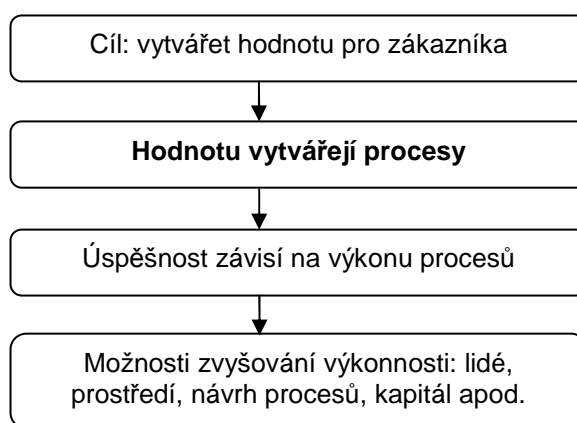 Cíl: vytvářet hodnotu pro zákazníka
Hodnotu vytvářejí procesy
Úspěšnost závisí na výkonu procesů
Možnosti zvyšování výkonnosti: lidé,
prostředí, návrh procesů, kapitál apod.